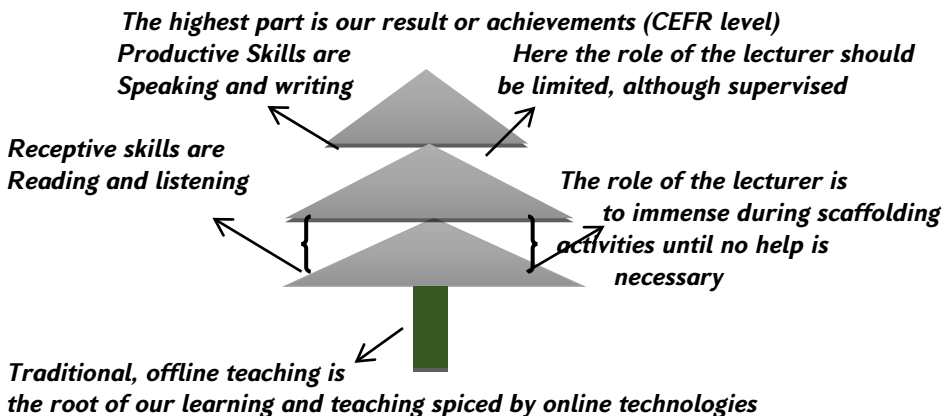 The highest part is our result or achievements (CEFR level)
Productive Skills are
Speaking and writing
Here the role of the lecturer should
be limited, although supervised
Receptive skills are
Reading and listening
The role of the lecturer is
to immense during scaffolding
activities until no help is
necessary
Traditional, offline teaching is
the root of our learning and teaching spiced by online technologies